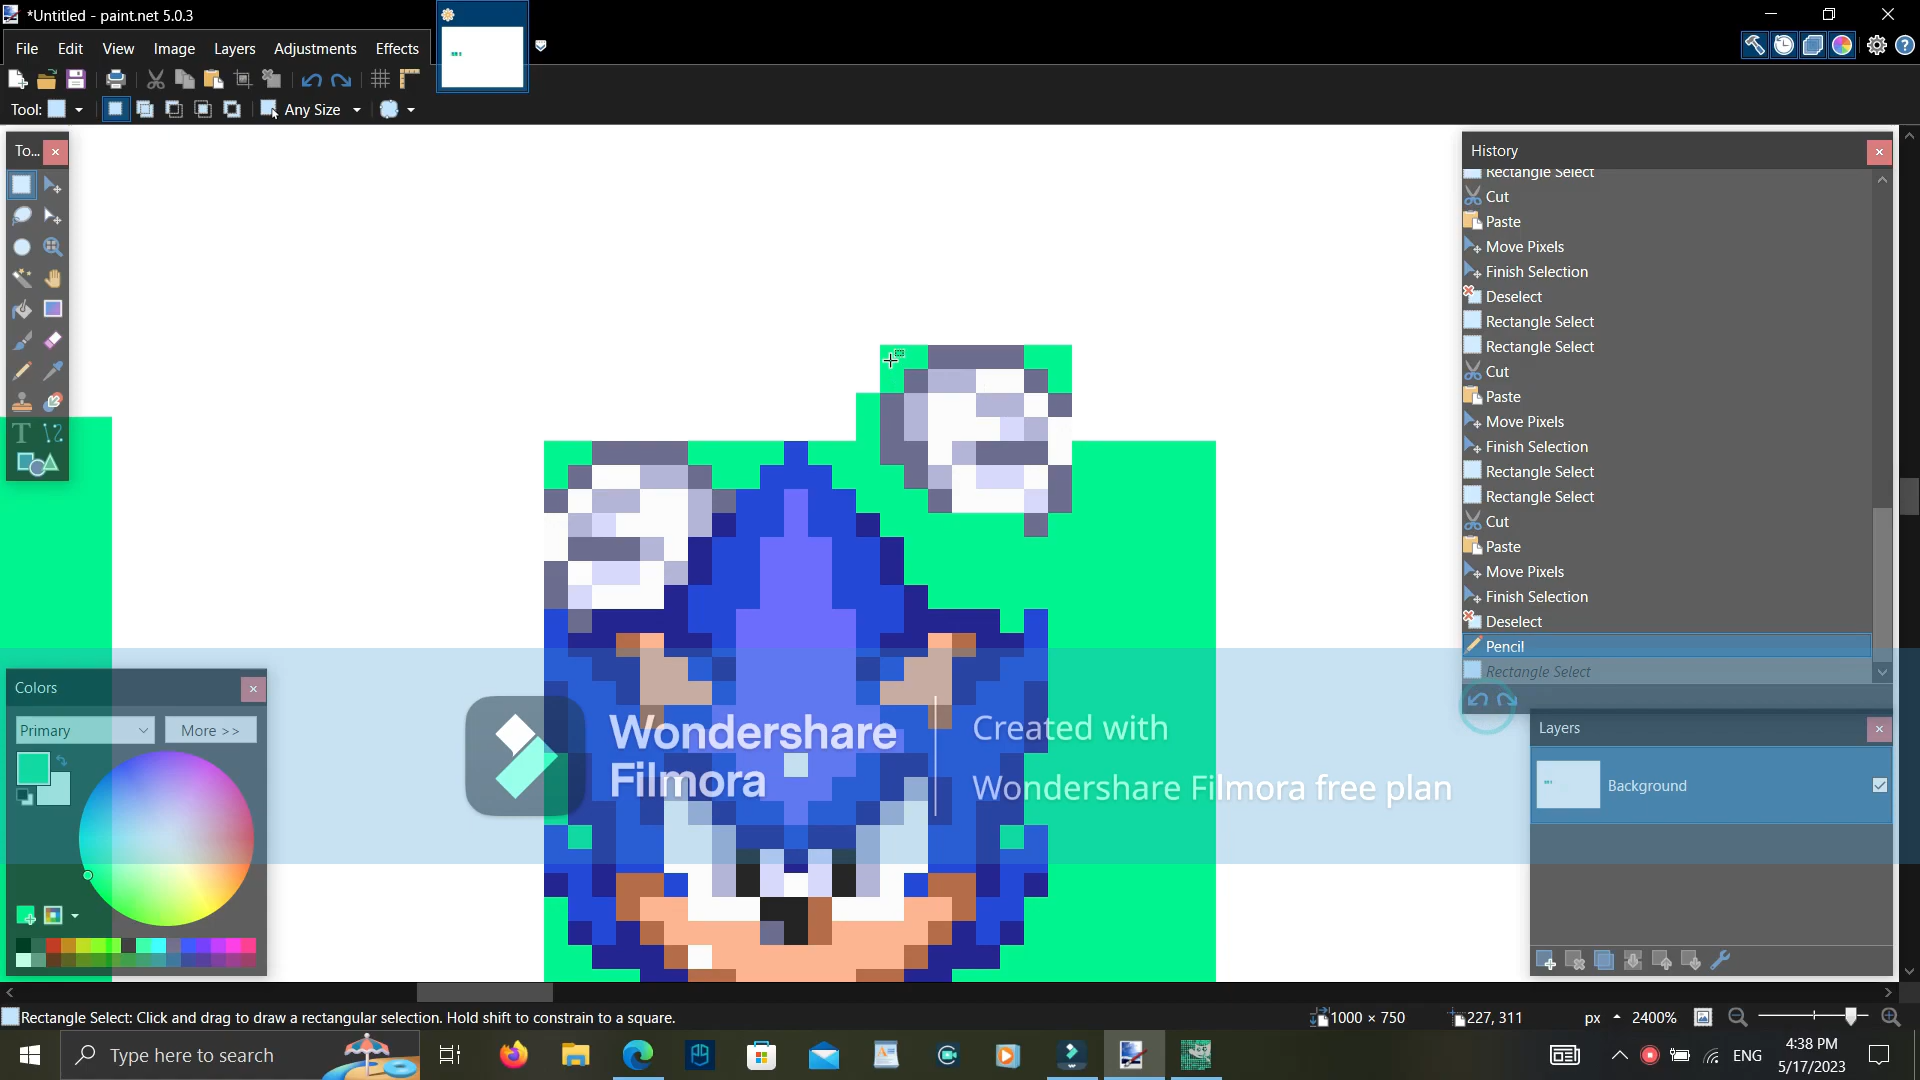 *Untitled - paint.net 5.0.3
File Edit View Image Layers Adjustments Effects
Tool: Any Size
To...
History
Rectangle Select
Cut
Paste
Move Pixels
Finish Selection
Deselect
Rectangle Select
Rectangle Select
Cut
Paste
Move Pixels
Finish Selection
Rectangle Select
Rectangle Select
Cut
Paste
Move Pixels
Finish Selection
Deselect
Pencil
Rectangle Select
Colors
Primary More >>
Wondershare Filmora
Created with
Wondershare Filmora free plan
Layers
Background
Rectangle Select: Click and drag to draw a rectangular selection. Hold shift to constrain to a square.
1000 × 750 227, 311 px 2400%
Type here to search
ENG
4:38 PM
5/17/2023